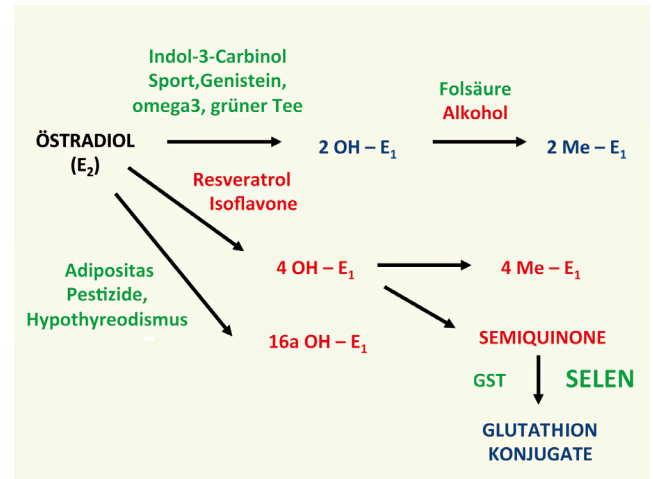 Indol-3-Carbinol
Sport,Genistein,
omega3, grüner Tee
Folsäure
Alkohol
ÖSTRADIOL
(E₂)
2 OH – E₁
2 Me – E₁
Resveratrol
Isoflavone
4 OH – E₁
4 Me – E₁
Adipositas
Pestizide,
Hypothyreodismus
16a OH – E₁
SEMIQUINONE
GST
SELEN
GLUTATHION
KONJUGATE